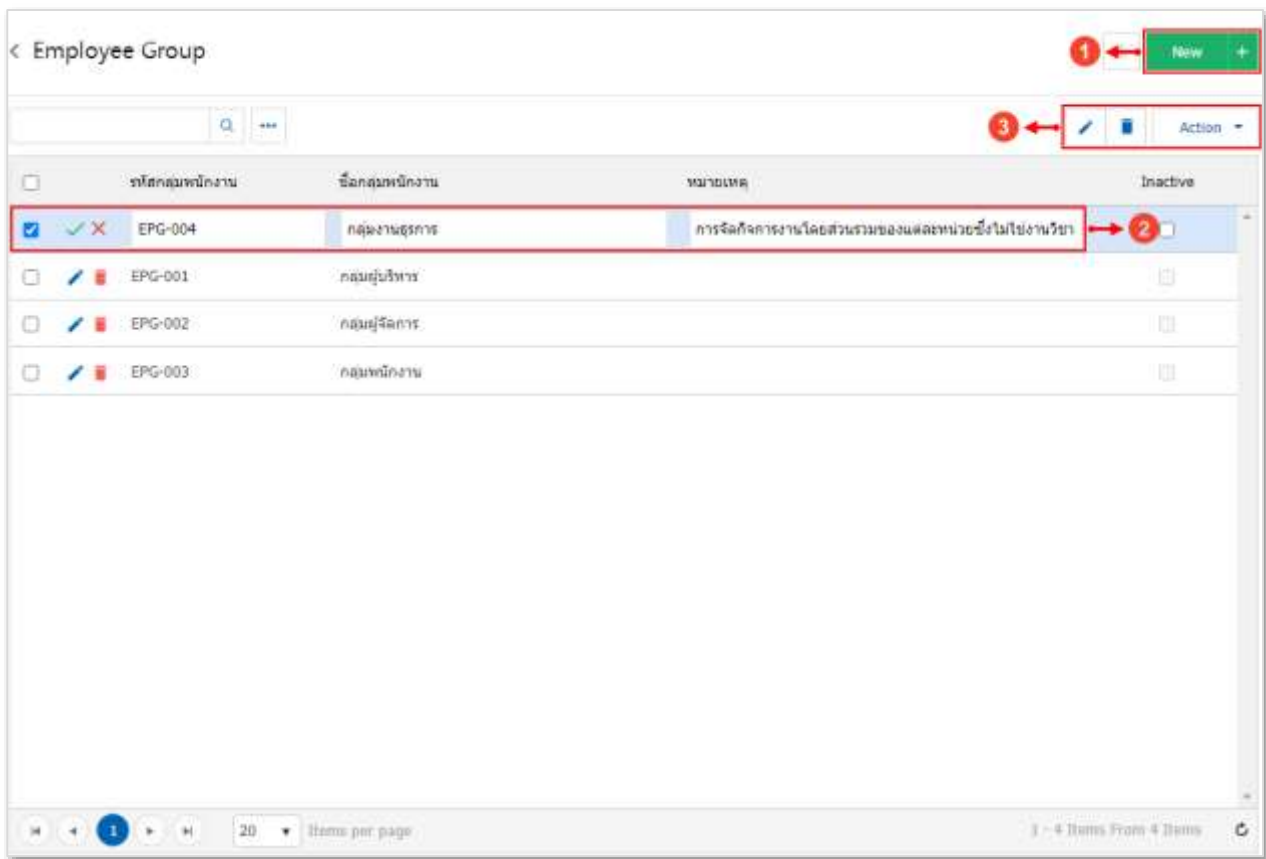 Employee Group
1
New +
3
Action
รหัสกลุ่มพนักงาน ชื่อกลุ่มพนักงาน หมายเหตุ Inactive
EPG-004 กลุ่มงานธุรการ การจัดกิจการงานโดยส่วนรวมของแต่ละหน่วยซึ่งไม่ใช่งานวิชา 2
EPG-001 กลุ่มผู้บริหาร
EPG-002 กลุ่มผู้จัดการ
EPG-003 กลุ่มพนักงาน
1 20 Items per page 1 - 4 Items From 4 Items